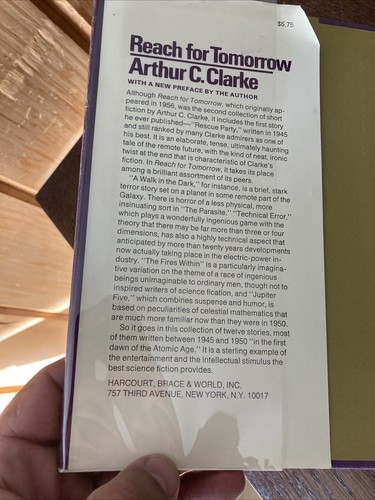 $5.75
Reach for Tomorrow
Arthur C. Clarke
WITH A NEW PREFACE BY THE AUTHOR
Although Reach for Tomorrow, which originally ap-
peared in 1956, was the second collection of short
fiction by Arthur C. Clarke, it includes the first story
he ever published—"Rescue Party," written in 1945
and still ranked by many Clarke admirers as one of
his best. It is an elaborate, tense, ultimately haunting
tale of the remote future, with the kind of neat, ironic
twist at the end that is characteristic of Clarke's
fiction. In Reach for Tomorrow, it takes its place
among a brilliant assortment of its peers.
"A Walk in the Dark," for instance, is a brief, stark
terror story set on a planet in some remote part of the
Galaxy. There is horror of a less physical, more
insinuating sort in "The Parasite." "Technical Error,"
which plays a wonderfully ingenious game with the
theory that there may be far more than three or four
dimensions, has also a highly technical aspect that
anticipated by more than twenty years developments
now actually taking place in the electric-power in-
dustry. "The Fires Within" is a particularly imagina-
tive variation on the theme of a race of ingenious
beings unimaginable to ordinary men, though not to
inspired writers of science fiction, and "Jupiter
Five," which combines suspense and humor, is
based on peculiarities of celestial mathematics that
are much more familiar now than they were in 1950.
So it goes in this collection of twelve stories, most
of them written between 1945 and 1950 "in the first
dawn of the Atomic Age." It is a sterling example of
the entertainment and the intellectual stimulus the
best science fiction provides.
HARCOURT, BRACE & WORLD, INC.
757 THIRD AVENUE, NEW YORK, N.Y. 10017